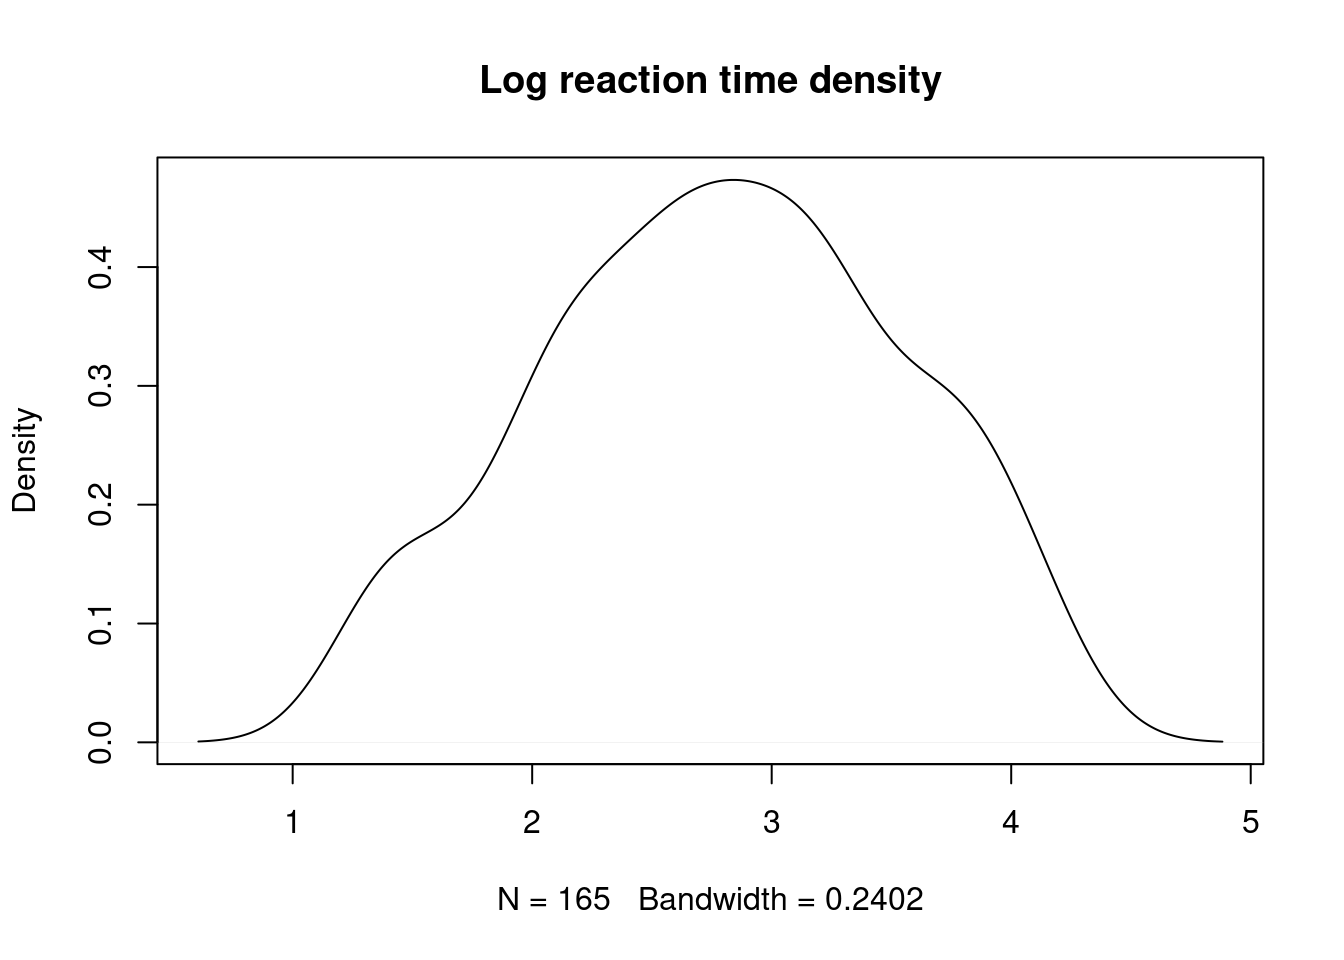 Log reaction time density
Density
0.4
0.3
0.2
0.1
0.0
1 2 3 4 5
N = 165 Bandwidth = 0.2402